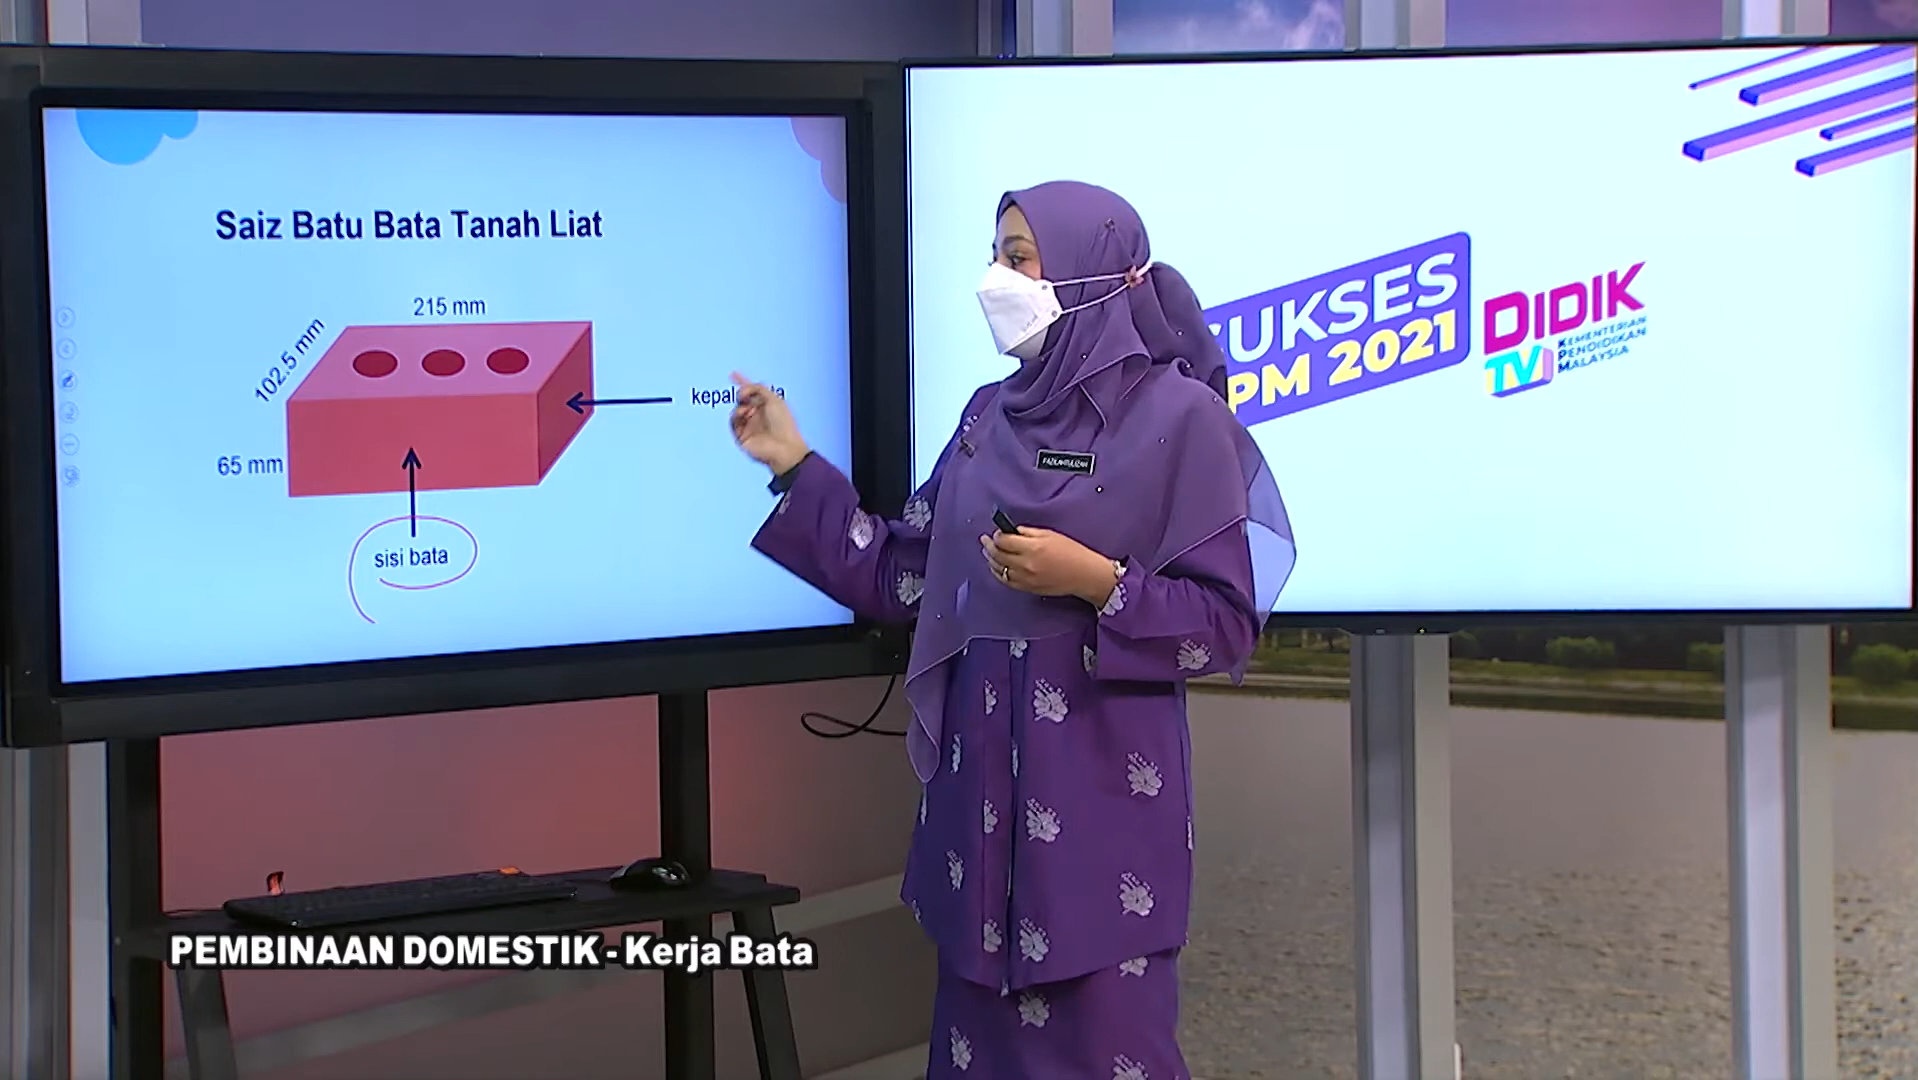 Saiz Batu Bata Tanah Liat
215 mm
102.5 mm
65 mm
sisi bata
UKSES
PM 2021
DIDIK
TV
KEMENTERIAN
PENDIDIKAN
MALAYSIA
PEMBINAAN DOMESTIK - Kerja Bata